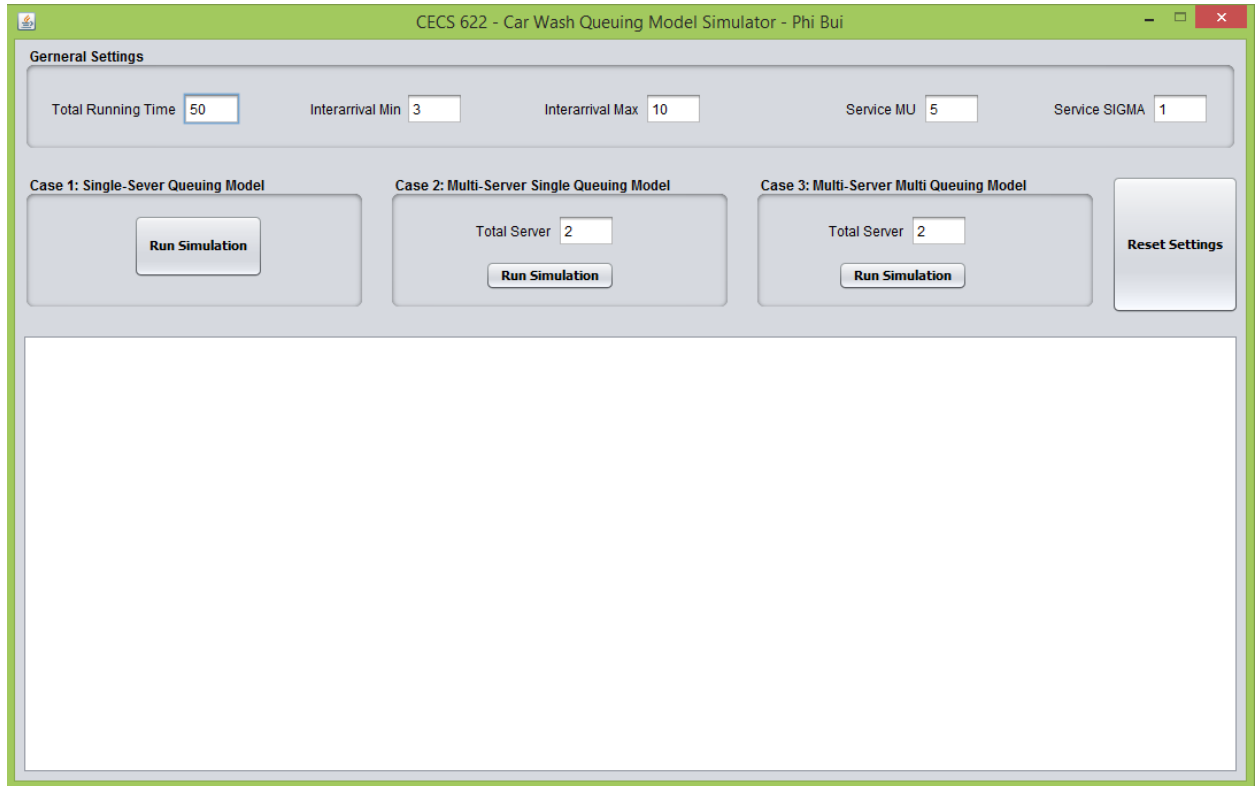 CECS 622 - Car Wash Queuing Model Simulator - Phi Bui
Gerneral Settings
Total Running Time 50 Interarrival Min 3 Interarrival Max 10 Service MU 5 Service SIGMA 1
Case 1: Single-Sever Queuing Model
Run Simulation
Case 2: Multi-Server Single Queuing Model
Total Server 2
Run Simulation
Case 3: Multi-Server Multi Queuing Model
Total Server 2
Run Simulation
Reset Settings